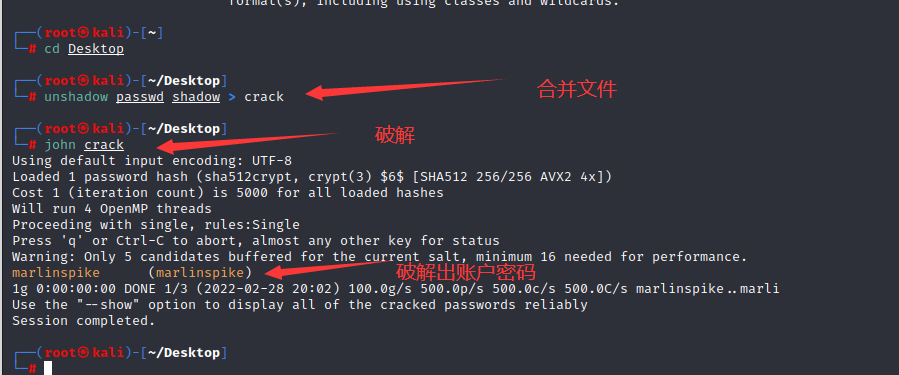 format(s), including using classes and wildcards.
┌──(root㉿kali)-[~]
└─# cd Desktop
┌──(root㉿kali)-[~/Desktop]
└─# unshadow passwd shadow > crack
合并文件
┌──(root㉿kali)-[~/Desktop]
└─# john crack
破解
Using default input encoding: UTF-8
Loaded 1 password hash (sha512crypt, crypt(3) $6$ [SHA512 256/256 AVX2 4x])
Cost 1 (iteration count) is 5000 for all loaded hashes
Will run 4 OpenMP threads
Proceeding with single, rules:Single
Press 'q' or Ctrl-C to abort, almost any other key for status
Warning: Only 5 candidates buffered for the current salt, minimum 16 needed for performance.
marlinspike      (marlinspike)
破解出账户密码
1g 0:00:00:00 DONE 1/3 (2022-02-28 20:02) 100.0g/s 500.0p/s 500.0c/s 500.0C/s marlinspike..marli
Use the "--show" option to display all of the cracked passwords reliably
Session completed.
┌──(root㉿kali)-[~/Desktop]
└─#